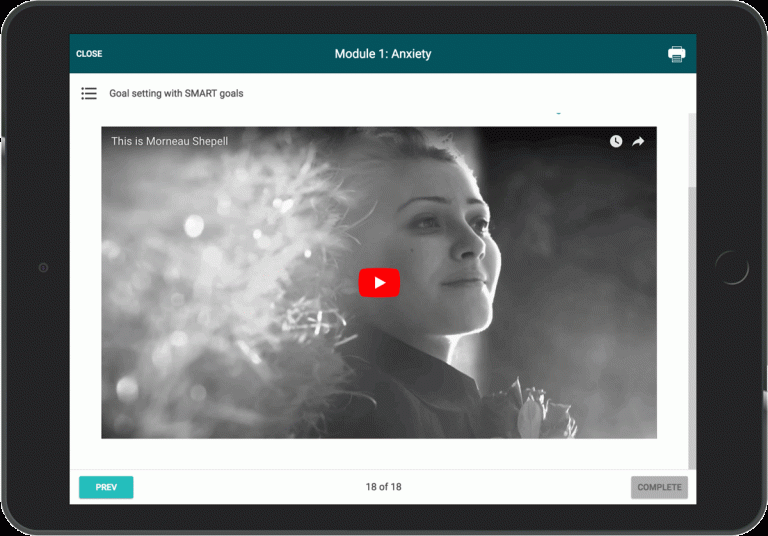 CLOSE
Module 1: Anxiety
Goal setting with SMART goals
This is Morneau Shepell
PREV
18 of 18
COMPLETE